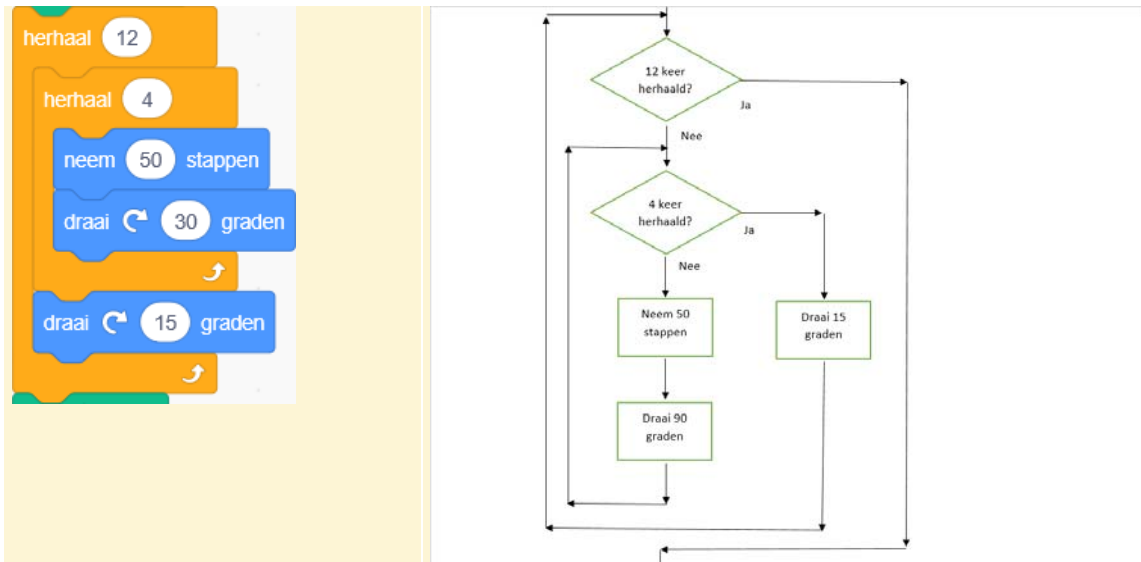 herhaal 12
herhaal 4
neem 50 stappen
draai 30 graden
draai 15 graden
12 keer
herhaald?
Ja
Nee
4 keer
herhaald?
Ja
Nee
Neem 50
stappen
Draai 15
graden
Draai 90
graden